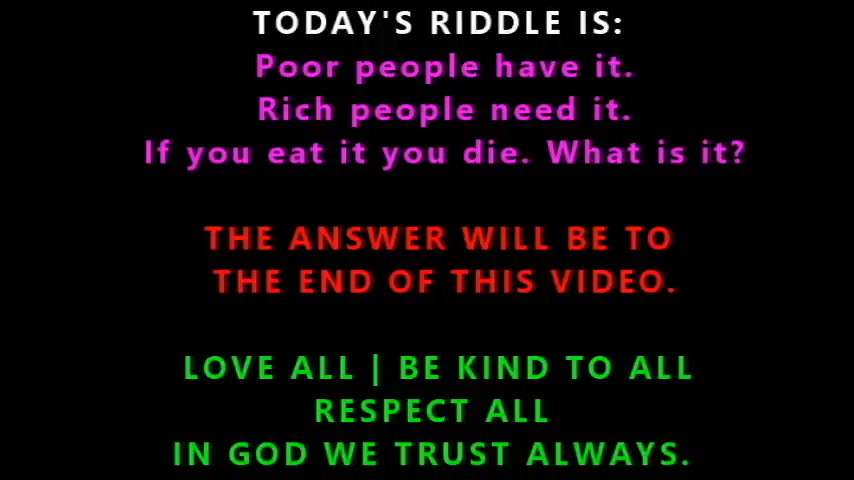 TODAY'S RIDDLE IS:
Poor people have it.
Rich people need it.
If you eat it you die. What is it?
THE ANSWER WILL BE TO
THE END OF THIS VIDEO.
LOVE ALL | BE KIND TO ALL
RESPECT ALL
IN GOD WE TRUST ALWAYS.